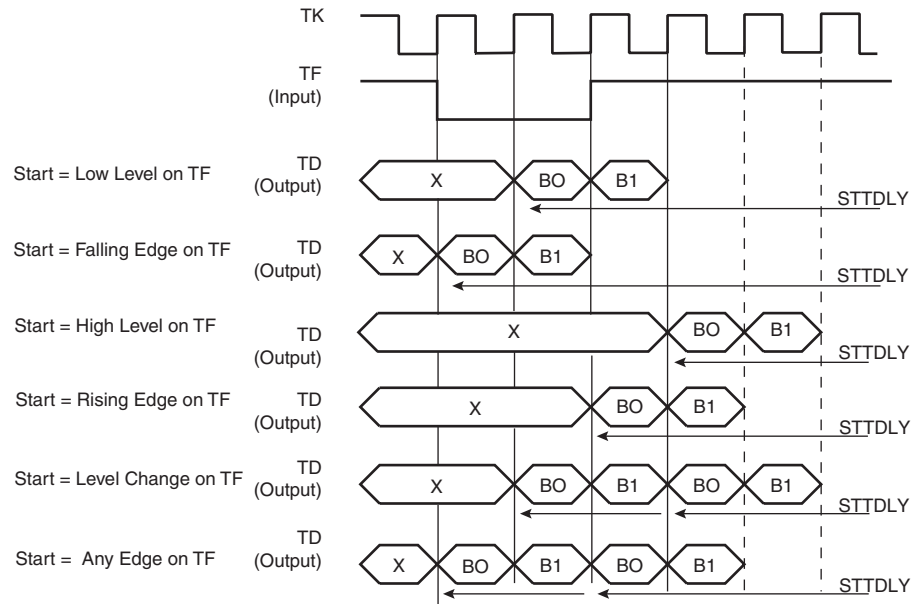 TK
TF
(Input)
Start = Low Level on TF
TD
(Output)
X
BO
B1
STTDLY
Start = Falling Edge on TF
TD
(Output)
X
BO
B1
STTDLY
Start = High Level on TF
TD
(Output)
X
BO
B1
STTDLY
Start = Rising Edge on TF
TD
(Output)
X
BO
B1
STTDLY
Start = Level Change on TF
TD
(Output)
X
BO
B1
BO
B1
STTDLY
Start = Any Edge on TF
TD
(Output)
X
BO
B1
BO
B1
STTDLY